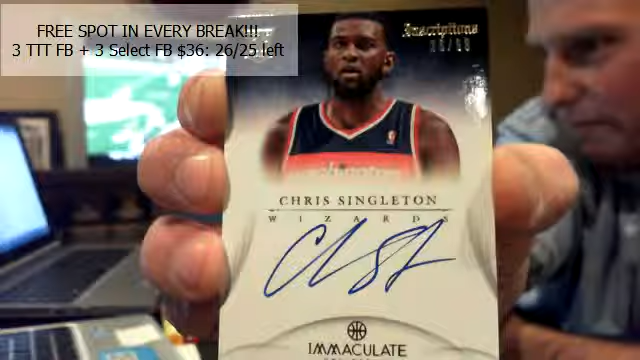 FREE SPOT IN EVERY BREAK!!!
3 TTT FB + 3 Select FB $36: 26/25 left
Inscriptions
CHRIS SINGLETON
WIZARDS
IMMACULATE